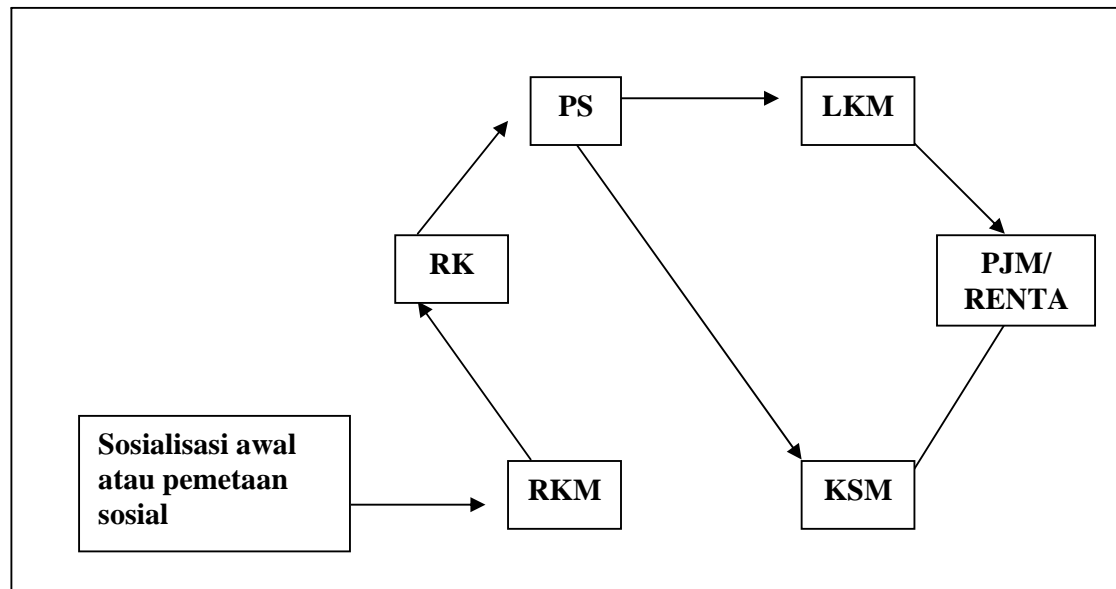 PS
LKM
RK
PJM/
RENTA
Sosialisasi awal
atau pemetaan
sosial
RKM
KSM